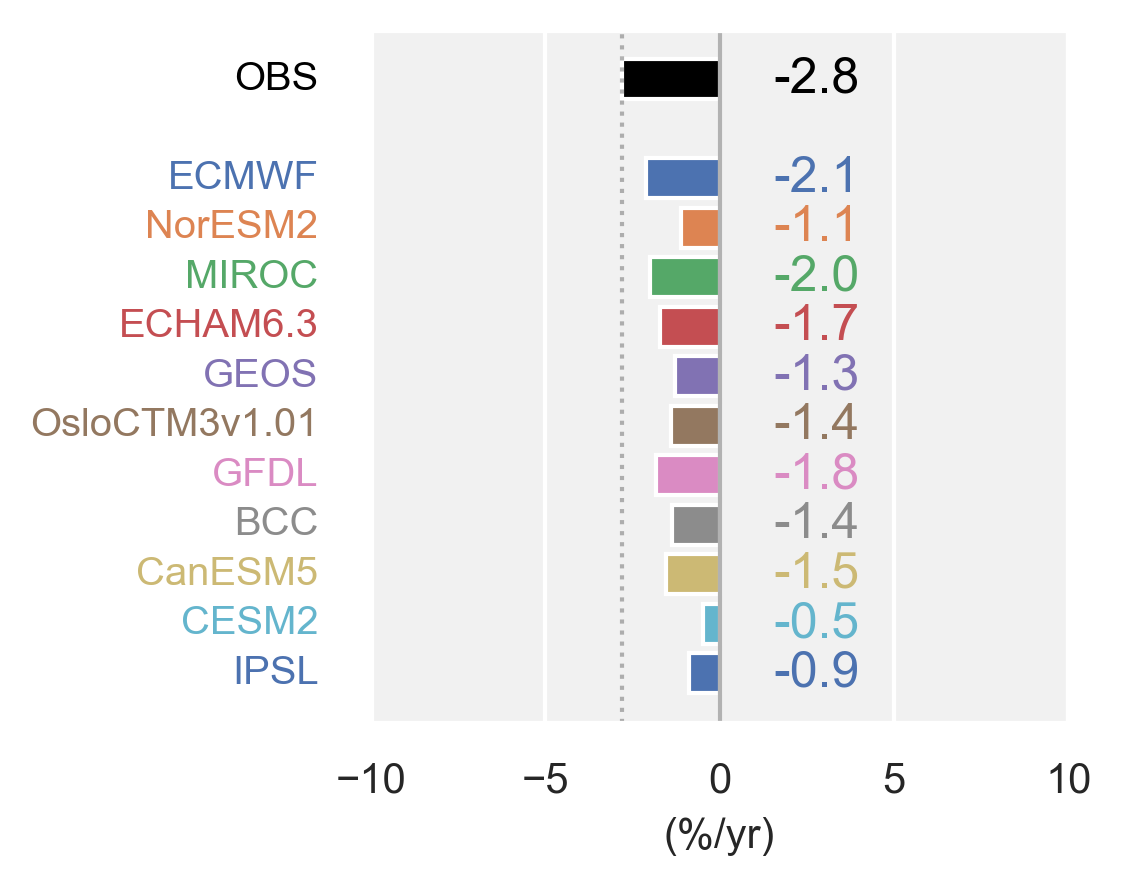 OBS -2.8
ECMWF -2.1
NorESM2 -1.1
MIROC -2.0
ECHAM6.3 -1.7
GEOS -1.3
OsloCTM3v1.01 -1.4
GFDL -1.8
BCC -1.4
CanESM5 -1.5
CESM2 -0.5
IPSL -0.9
−10 −5 0 5 10
(%/yr)